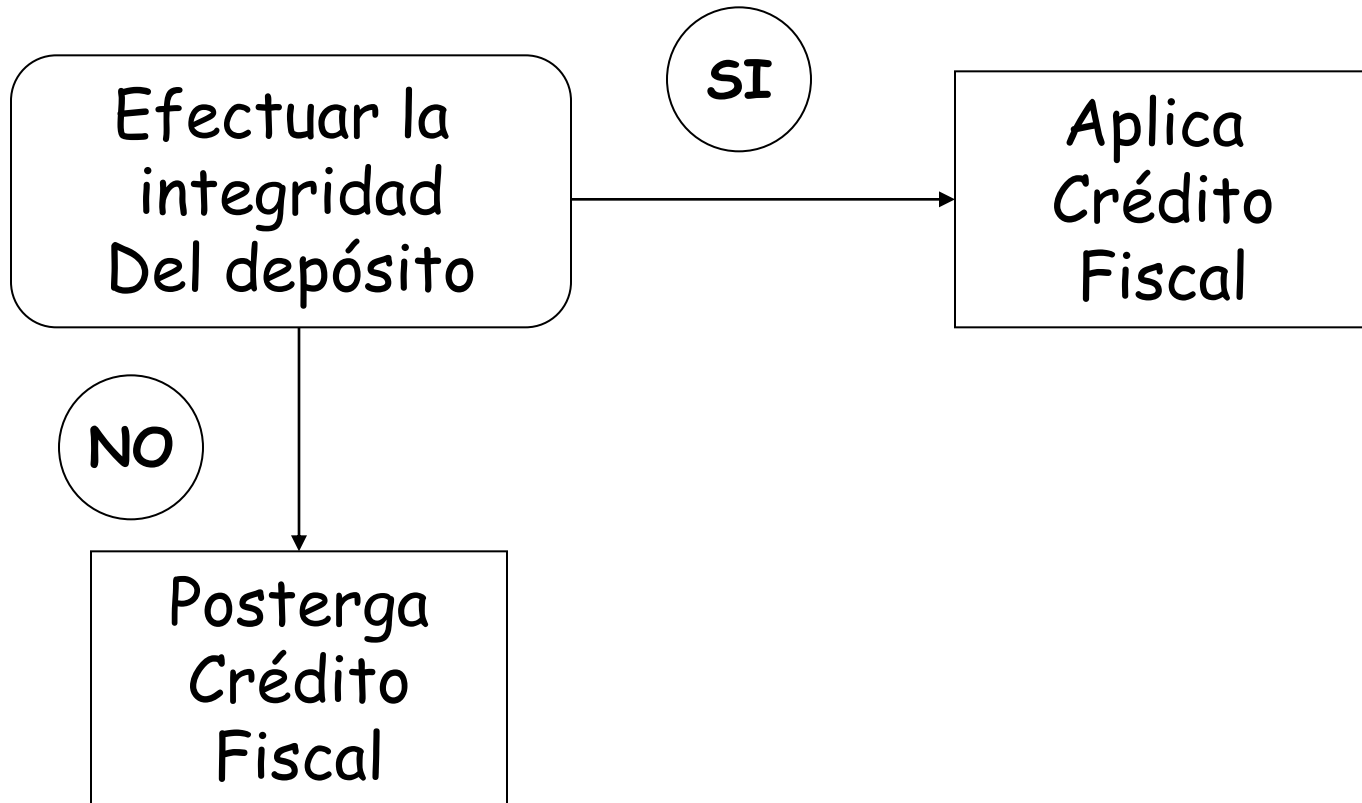 Efectuar la
integridad
Del depósito
SI
Aplica
Crédito
Fiscal
NO
Posterga
Crédito
Fiscal